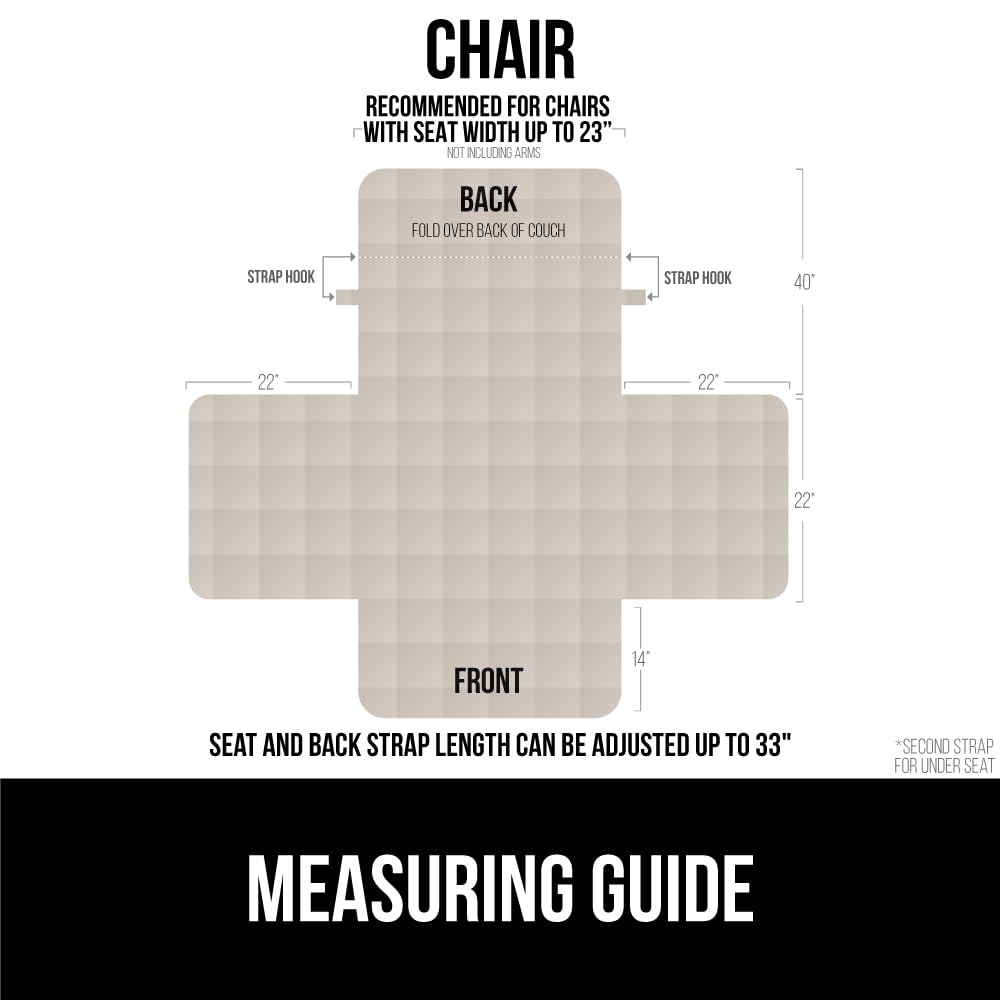 CHAIR
RECOMMENDED FOR CHAIRS
WITH SEAT WIDTH UP TO 23”
NOT INCLUDING ARMS
BACK
FOLD OVER BACK OF COUCH
STRAP HOOK
STRAP HOOK
40”
22”
22”
22”
14”
FRONT
SEAT AND BACK STRAP LENGTH CAN BE ADJUSTED UP TO 33"
*SECOND STRAP
FOR UNDER SEAT
MEASURING GUIDE